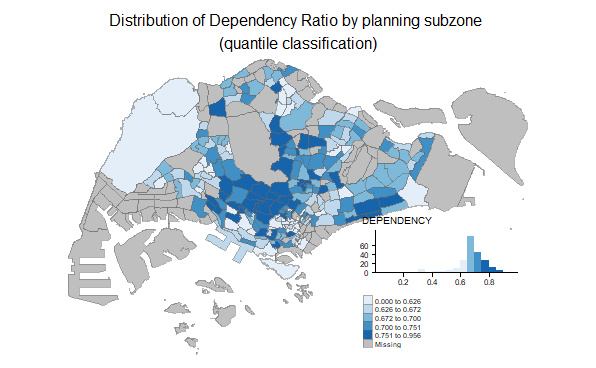 Distribution of Dependency Ratio by planning subzone
(quantile classification)
DEPENDENCY
80
60
40
20
0
0.2 0.4 0.6 0.8
0.000 to 0.626
0.626 to 0.672
0.672 to 0.700
0.700 to 0.751
0.751 to 0.956
Missing